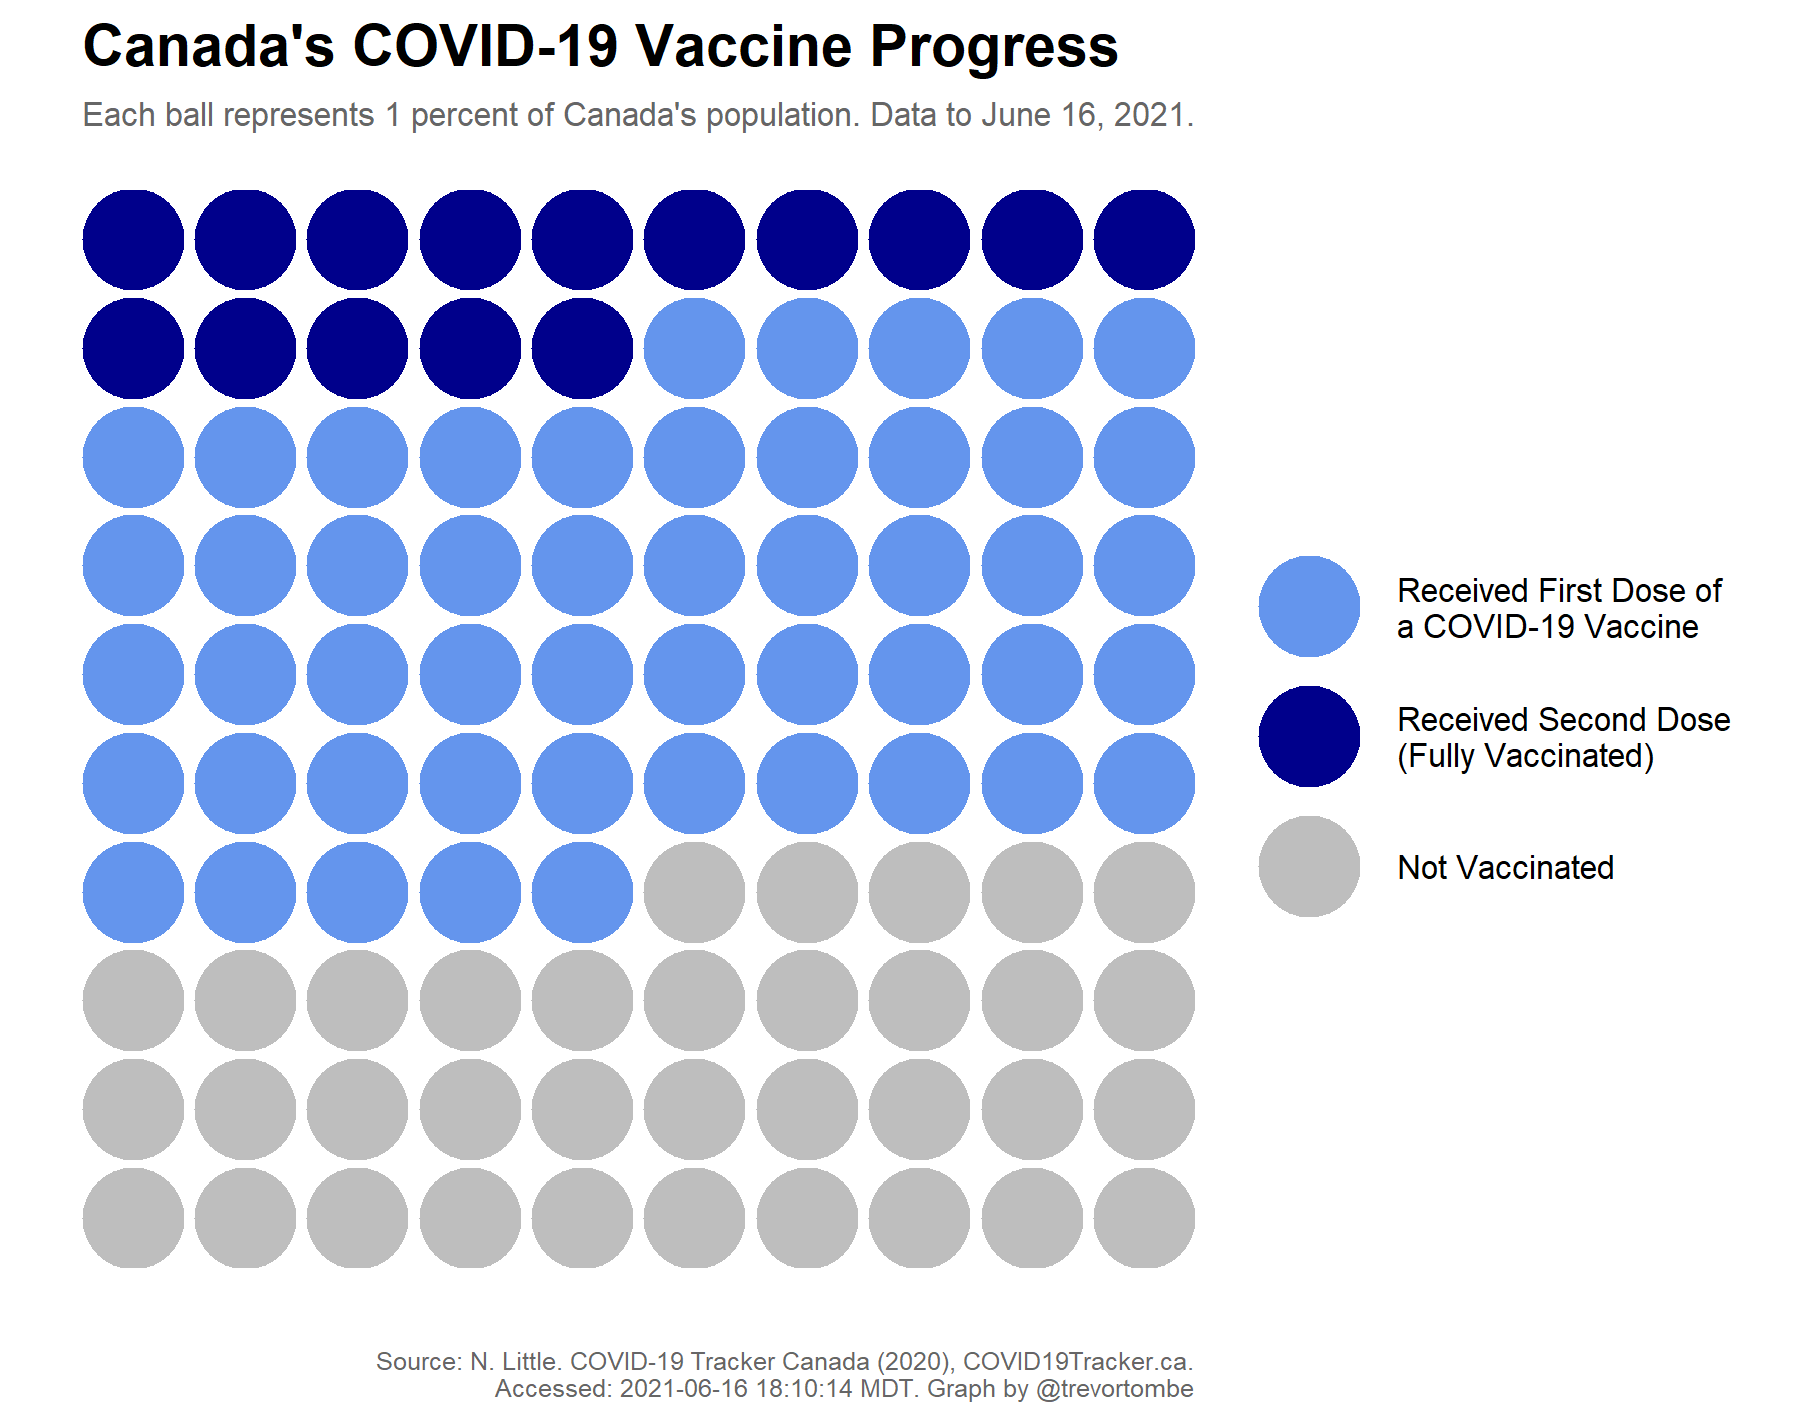 Canada's COVID-19 Vaccine Progress
Each ball represents 1 percent of Canada's population. Data to June 16, 2021.
Received First Dose of
a COVID-19 Vaccine
Received Second Dose
(Fully Vaccinated)
Not Vaccinated
Source: N. Little. COVID-19 Tracker Canada (2020), COVID19Tracker.ca.
Accessed: 2021-06-16 18:10:14 MDT. Graph by @trevortombe